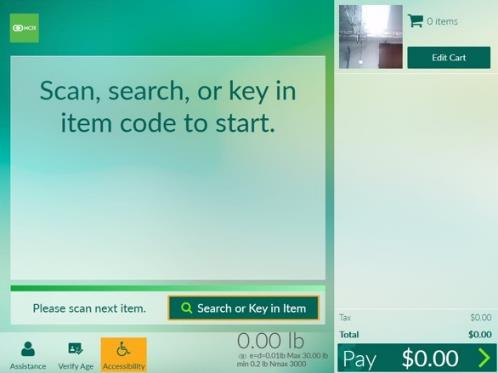 NCR
0 items
Edit Cart
Scan, search, or key in
item code to start.
Please scan next item.
Search or Key in Item
Assistance
Verify Age
Accessibility
0.00 lb
e=d=0.01lb Max 30.00 lb
min 0.2 lb Nmax 3000
Tax $0.00
Total $0.00
Pay $0.00